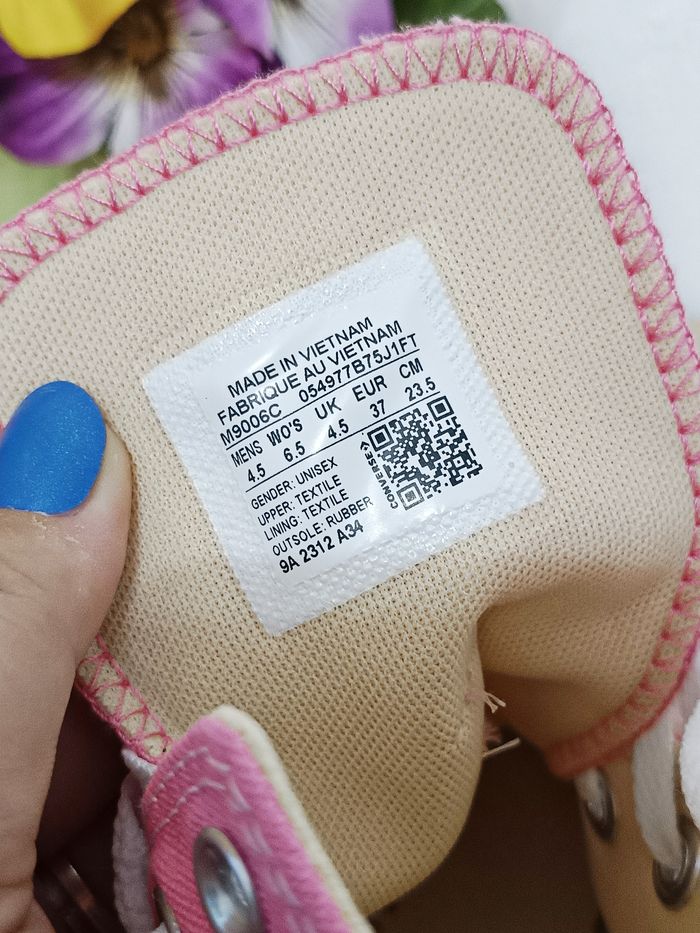 MADE IN VIETNAM
FABRIQUE AU VIETNAM
M9006C 054977B75J1FT
MENS WO'S UK EUR CM
4.5 6.5 4.5 37 23.5
GENDER: UNISEX
UPPER: TEXTILE
LINING: TEXTILE
OUTSOLE: RUBBER
9A 2312 A34
CONVERSE